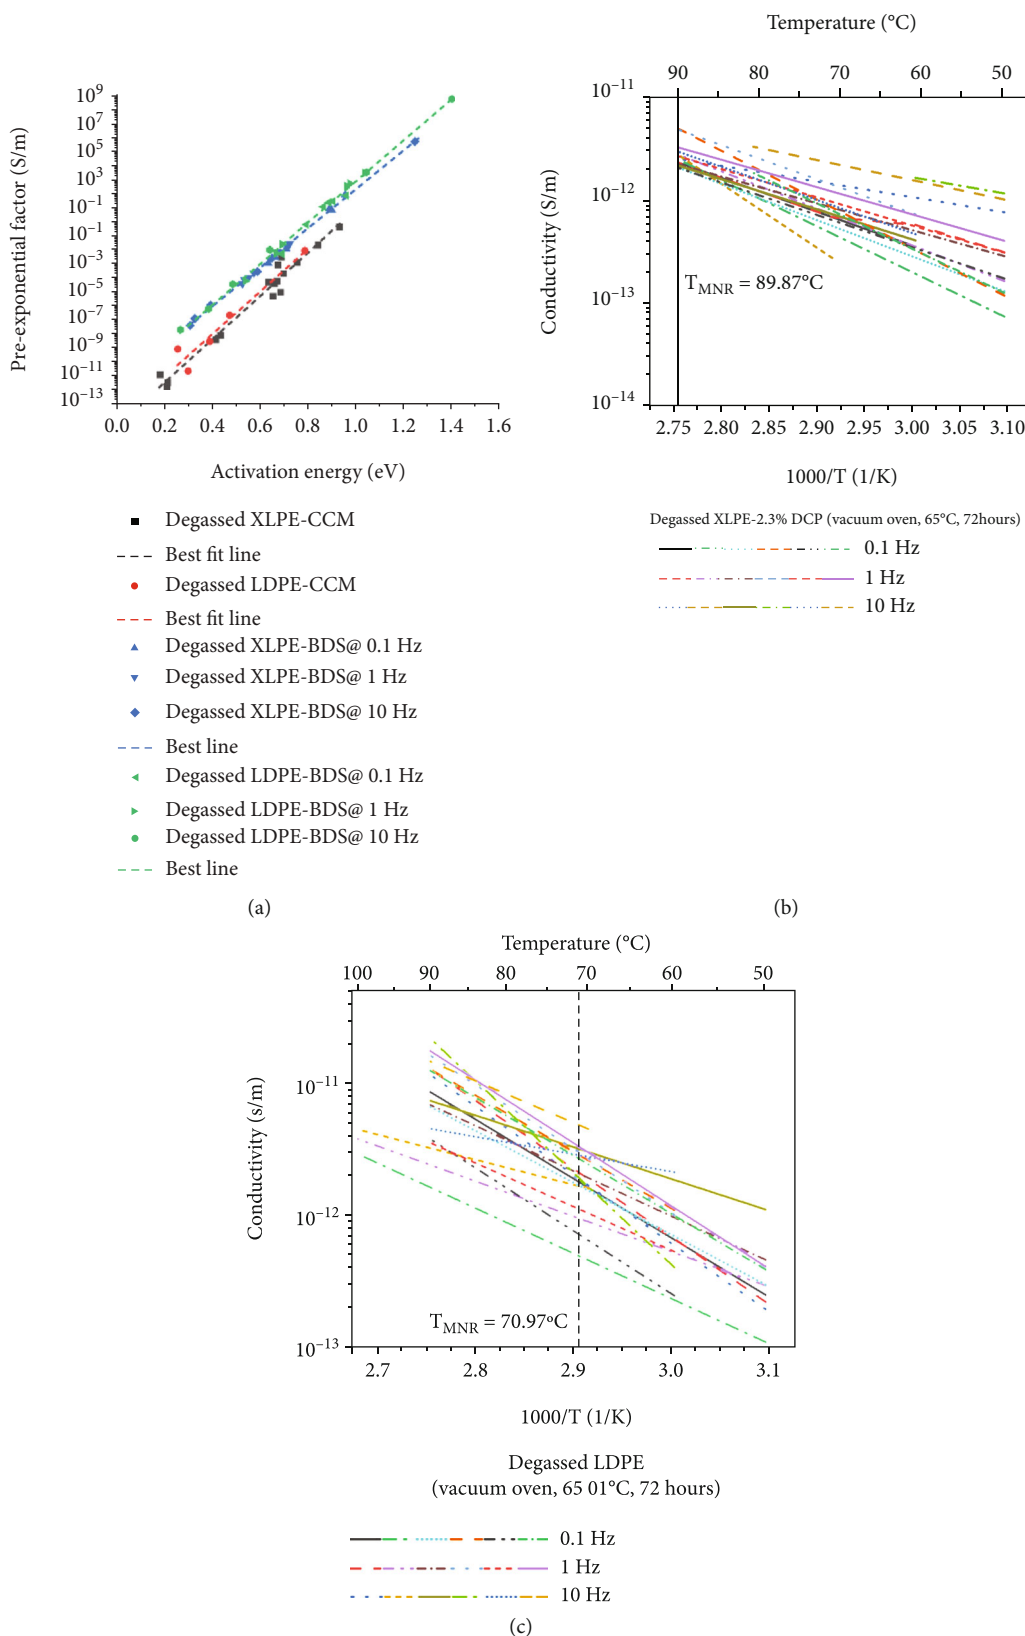 Pre-exponential factor (S/m)
10⁹
10⁷
10⁵
10³
10⁻¹
10⁻¹
10⁻³
10⁻⁵
10⁻⁷
10⁻⁹
10⁻¹¹
10⁻¹³
0.0 0.2 0.4 0.6 0.8 1.0 1.2 1.4 1.6
Activation energy (eV)
Degassed XLPE-CCM
Best fit line
Degassed LDPE-CCM
Best fit line
Degassed XLPE-BDS@ 0.1 Hz
Degassed XLPE-BDS@ 1 Hz
Degassed XLPE-BDS@ 10 Hz
Best line
Degassed LDPE-BDS@ 0.1 Hz
Degassed LDPE-BDS@ 1 Hz
Degassed LDPE-BDS@ 10 Hz
Best line
(a)
Temperature (°C)
90 80 70 60 50
Conductivity (S/m)
10⁻¹¹
10⁻¹²
10⁻¹³
10⁻¹⁴
T_MNR = 89.87°C
2.75 2.80 2.85 2.90 2.95 3.00 3.05 3.10
1000/T (1/K)
Degassed XLPE-2.3% DCP (vacuum oven, 65°C, 72hours)
0.1 Hz
1 Hz
10 Hz
(b)
Temperature (°C)
100 90 80 70 60 50
Conductivity (s/m)
10⁻¹¹
10⁻¹²
10⁻¹³
T_MNR = 70.97°C
2.7 2.8 2.9 3.0 3.1
1000/T (1/K)
Degassed LDPE
(vacuum oven, 65 01°C, 72 hours)
0.1 Hz
1 Hz
10 Hz
(c)